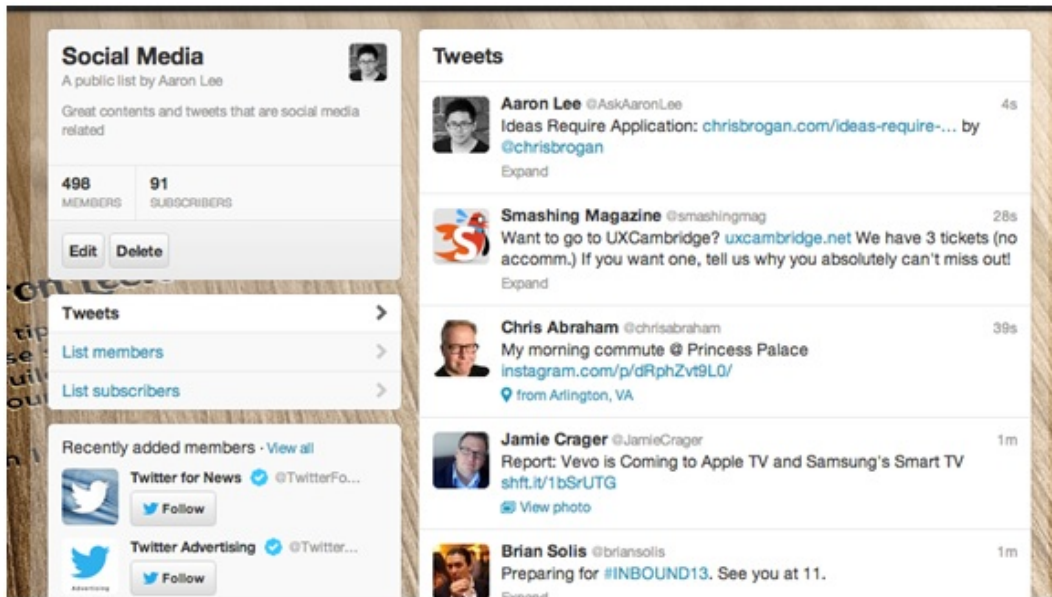 Social Media
A public list by Aaron Lee
Great contents and tweets that are social media
related
498
MEMBERS
91
SUBSCRIBERS
Edit
Delete
Tweets
List members
List subscribers
Recently added members · View all
Twitter for News @TwitterFo...
Follow
Twitter Advertising @Twitter...
Follow
Advertising
Tweets
Aaron Lee @AskAaronLee 4s
Ideas Require Application: chrisbrogan.com/ideas-require-... by
@chrisbrogan
Expand
Smashing Magazine @smashingmag 28s
Want to go to UXCambridge? uxcambridge.net We have 3 tickets (no
accomm.) If you want one, tell us why you absolutely can't miss out!
Expand
Chris Abraham @chrisabraham 39s
My morning commute @ Princess Palace
instagram.com/p/dRphZvt9L0/
from Arlington, VA
Jamie Crager @JamieCrager 1m
Report: Vevo is Coming to Apple TV and Samsung's Smart TV
shft.it/1bSrUTG
View photo
Brian Solis @briansolis 1m
Preparing for #INBOUND13. See you at 11.
Expand